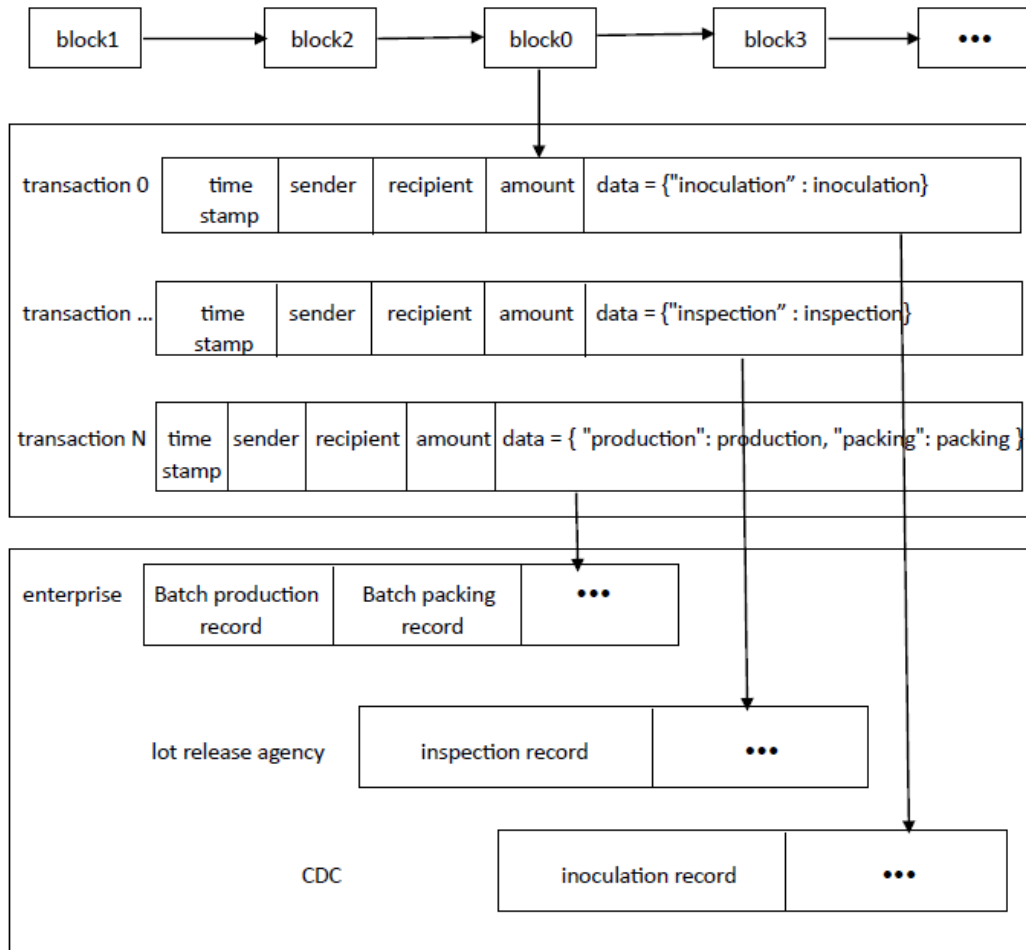 block1 block2 block0 block3 •••
transaction 0 time sender recipient amount data = {"inoculation” : inoculation}
stamp
transaction ... time sender recipient amount data = {"inspection” : inspection}
stamp
transaction N time sender recipient amount data = { "production": production, "packing": packing }
stamp
enterprise Batch production Batch packing •••
record record
lot release agency inspection record •••
CDC inoculation record •••